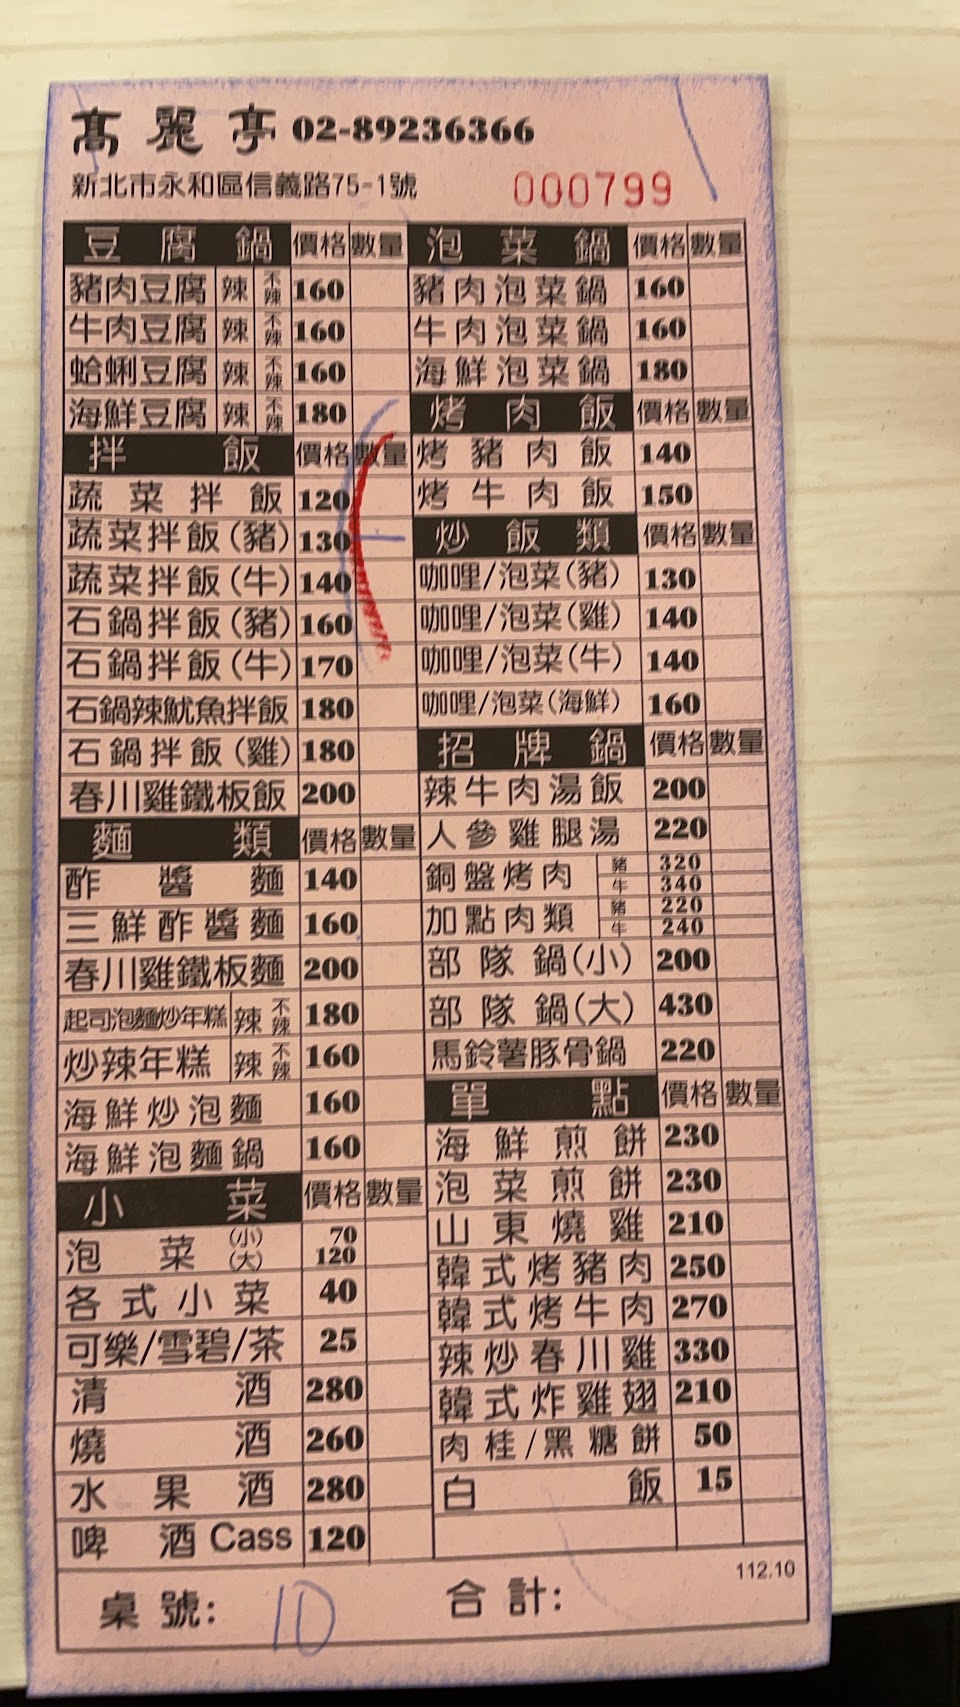 高麗亭 02-89236366
新北市永和區信義路75-1號 000799
豆腐鍋 價格 數量
豬肉豆腐 辣 不辣 160
牛肉豆腐 辣 不辣 160
蛤蜊豆腐 辣 不辣 160
海鮮豆腐 辣 不辣 180
拌飯 價格 數量
蔬菜拌飯 120
蔬菜拌飯(豬) 130
蔬菜拌飯(牛) 140
石鍋拌飯(豬) 160
石鍋拌飯(牛) 170
石鍋辣魷魚拌飯 180
石鍋拌飯(雞) 180
春川雞鐵板飯 200
麵類 價格 數量
酢醬麵 140
三鮮酢醬麵 160
春川雞鐵板麵 200
起司泡麵炒年糕 辣 不辣 180
炒辣年糕 辣 不辣 160
海鮮炒泡麵 160
海鮮泡麵鍋 160
小菜 價格 數量
泡菜 (小) 70
(大) 120
各式小菜 40
可樂/雪碧/茶 25
清酒 280
燒酒 260
水果酒 280
啤酒 Cass 120
泡菜鍋 價格 數量
豬肉泡菜鍋 160
牛肉泡菜鍋 160
海鮮泡菜鍋 180
烤肉飯 價格 數量
烤豬肉飯 140
烤牛肉飯 150
炒飯類 價格 數量
咖哩/泡菜(豬) 130
咖哩/泡菜(雞) 140
咖哩/泡菜(牛) 140
咖哩/泡菜(海鮮) 160
招牌鍋 價格 數量
辣牛肉湯飯 200
人參雞腿湯 220
銅盤烤肉 豬 320
牛 340
加點肉類 豬 220
牛 240
部隊鍋(小) 200
部隊鍋(大) 430
馬鈴薯豚骨鍋 220
單點 價格 數量
海鮮煎餅 230
泡菜煎餅 230
山東燒雞 210
韓式烤豬肉 250
韓式烤牛肉 270
辣炒春川雞 330
韓式炸雞翅 210
肉桂/黑糖餅 50
白飯 15
112.10
桌號: 10 合計: